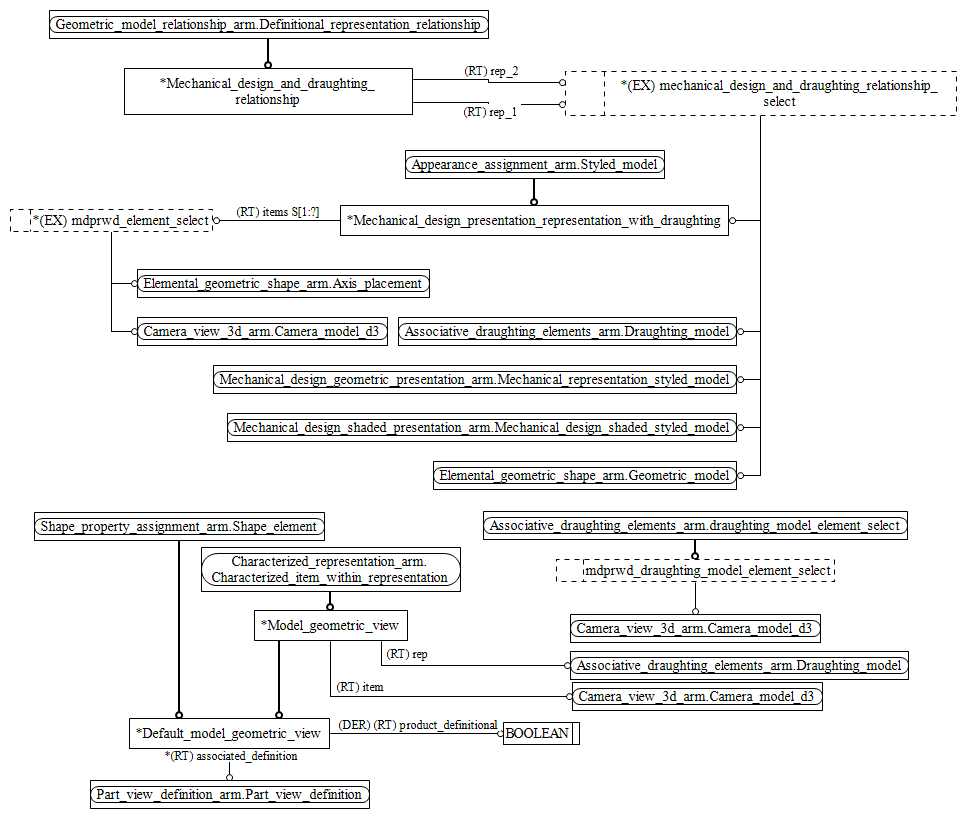 Geometric_model_relationship_arm.Definitional_representation_relationship
*Mechanical_design_and_draughting_
relationship
(RT) rep_2
(RT) rep_1
*(EX) mechanical_design_and_draughting_relationship_
select
Appearance_assignment_arm.Styled_model
*(EX) mdprwd_element_select
(RT) items S[1:?]
*Mechanical_design_presentation_representation_with_draughting
Elemental_geometric_shape_arm.Axis_placement
Camera_view_3d_arm.Camera_model_d3
Associative_draughting_elements_arm.Draughting_model
Mechanical_design_geometric_presentation_arm.Mechanical_representation_styled_model
Mechanical_design_shaded_presentation_arm.Mechanical_design_shaded_styled_model
Elemental_geometric_shape_arm.Geometric_model
Shape_property_assignment_arm.Shape_element
Associative_draughting_elements_arm.draughting_model_element_select
Characterized_representation_arm.
Characterized_item_within_representation
mdprwd_draughting_model_element_select
*Model_geometric_view
Camera_view_3d_arm.Camera_model_d3
(RT) rep
Associative_draughting_elements_arm.Draughting_model
(RT) item
Camera_view_3d_arm.Camera_model_d3
*Default_model_geometric_view
(DER) (RT) product_definitional
BOOLEAN
*(RT) associated_definition
Part_view_definition_arm.Part_view_definition